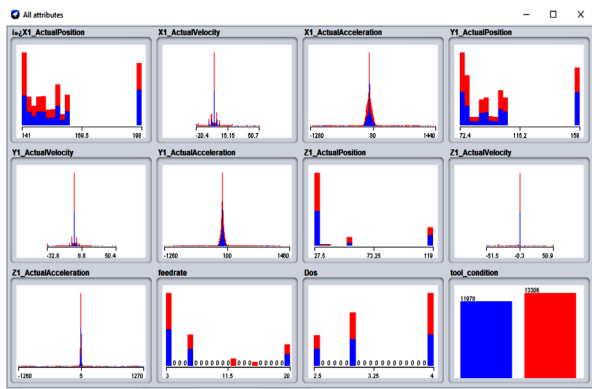 All attributes
ï»¿X1_ActualPosition
X1_ActualVelocity
X1_ActualAcceleration
Y1_ActualPosition
141 169.5 198
-20.4 15.15 50.7
-1280 80 1440
72.4 115.2 158
Y1_ActualVelocity
Y1_ActualAcceleration
Z1_ActualPosition
Z1_ActualVelocity
-32.8 8.8 50.4
-1260 100 1460
27.5 73.25 119
-51.5 -0.3 50.9
Z1_ActualAcceleration
feedrate
Dos
tool_condition
11978
13308
-1260 5 1270
3 11.5 20
2.5 3.25 4